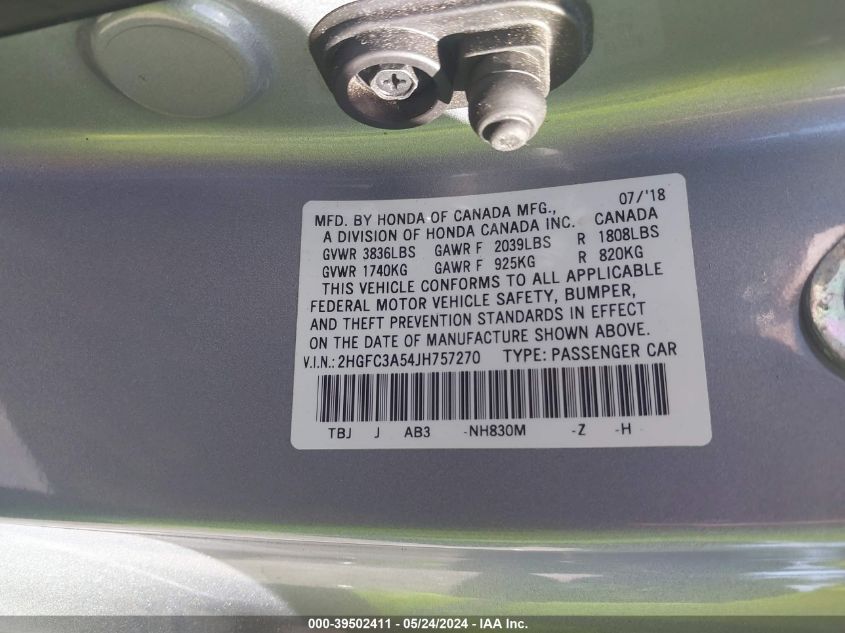 07/'18
MFD. BY HONDA OF CANADA MFG.,
A DIVISION OF HONDA CANADA INC. CANADA
GVWR 3836LBS GAWR F 2039LBS R 1808LBS
GVWR 1740KG GAWR F 925KG R 820KG
THIS VEHICLE CONFORMS TO ALL APPLICABLE
FEDERAL MOTOR VEHICLE SAFETY, BUMPER,
AND THEFT PREVENTION STANDARDS IN EFFECT
ON THE DATE OF MANUFACTURE SHOWN ABOVE.
V.I.N.: 2HGFC3A54JH757270 TYPE: PASSENGER CAR
TBJ J AB3 -NH830M -Z -H-
000-39502411 - 05/24/2024 - IAA Inc.